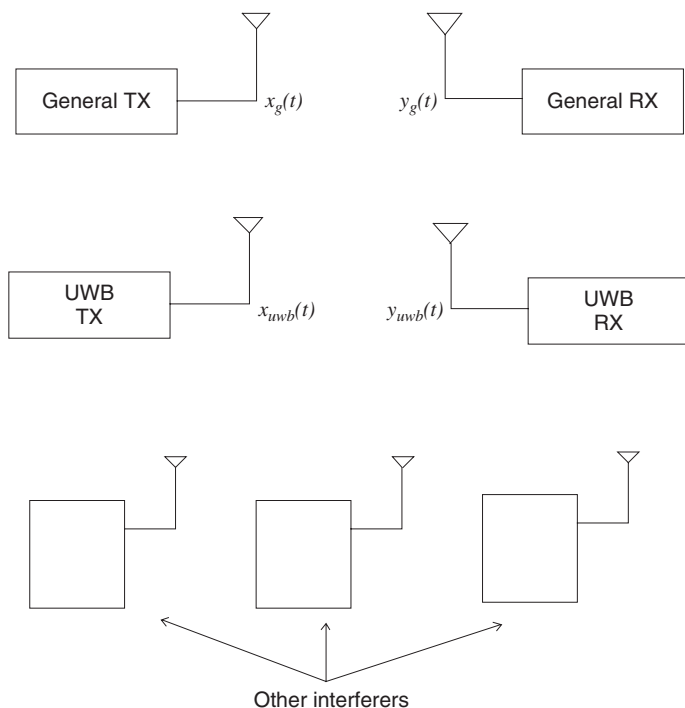 General TX
x_g(t)
y_g(t)
General RX
UWB
TX
x_uwb(t)
y_uwb(t)
UWB
RX
Other interferers